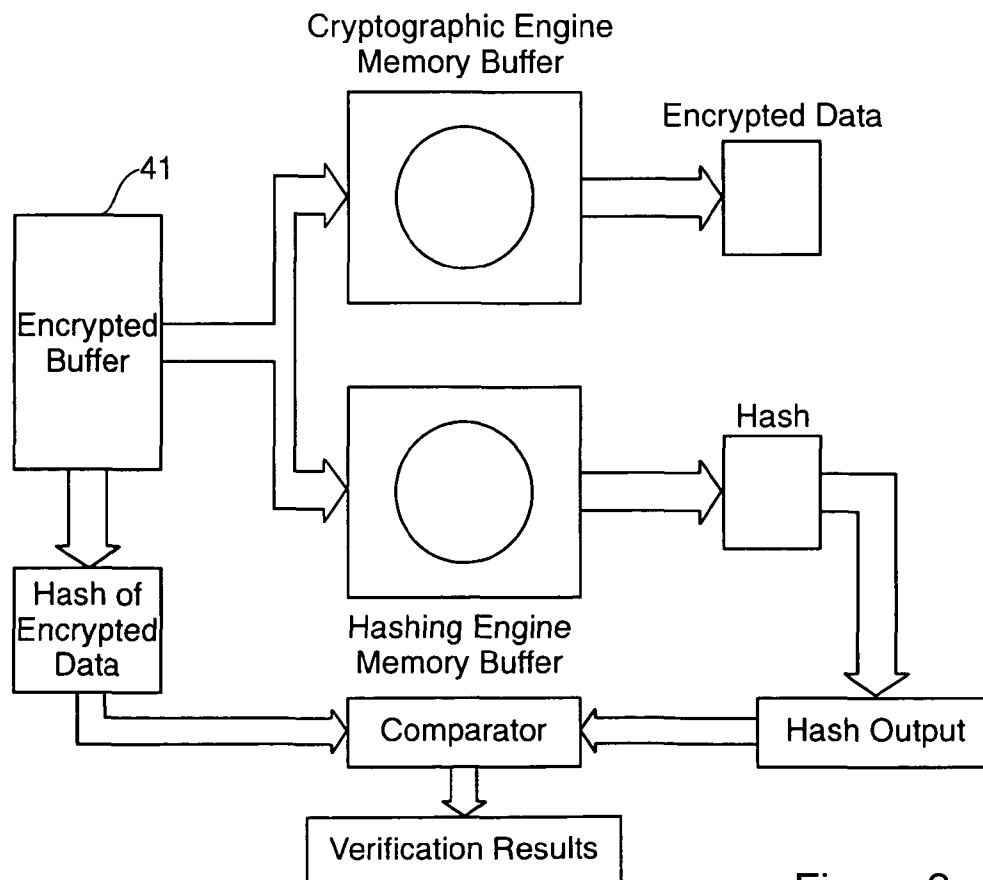 Cryptographic Engine
Memory Buffer
Encrypted Data
41
Encrypted
Buffer
Hash
Hash of
Encrypted
Data
Hashing Engine
Memory Buffer
Comparator
Hash Output
Verification Results